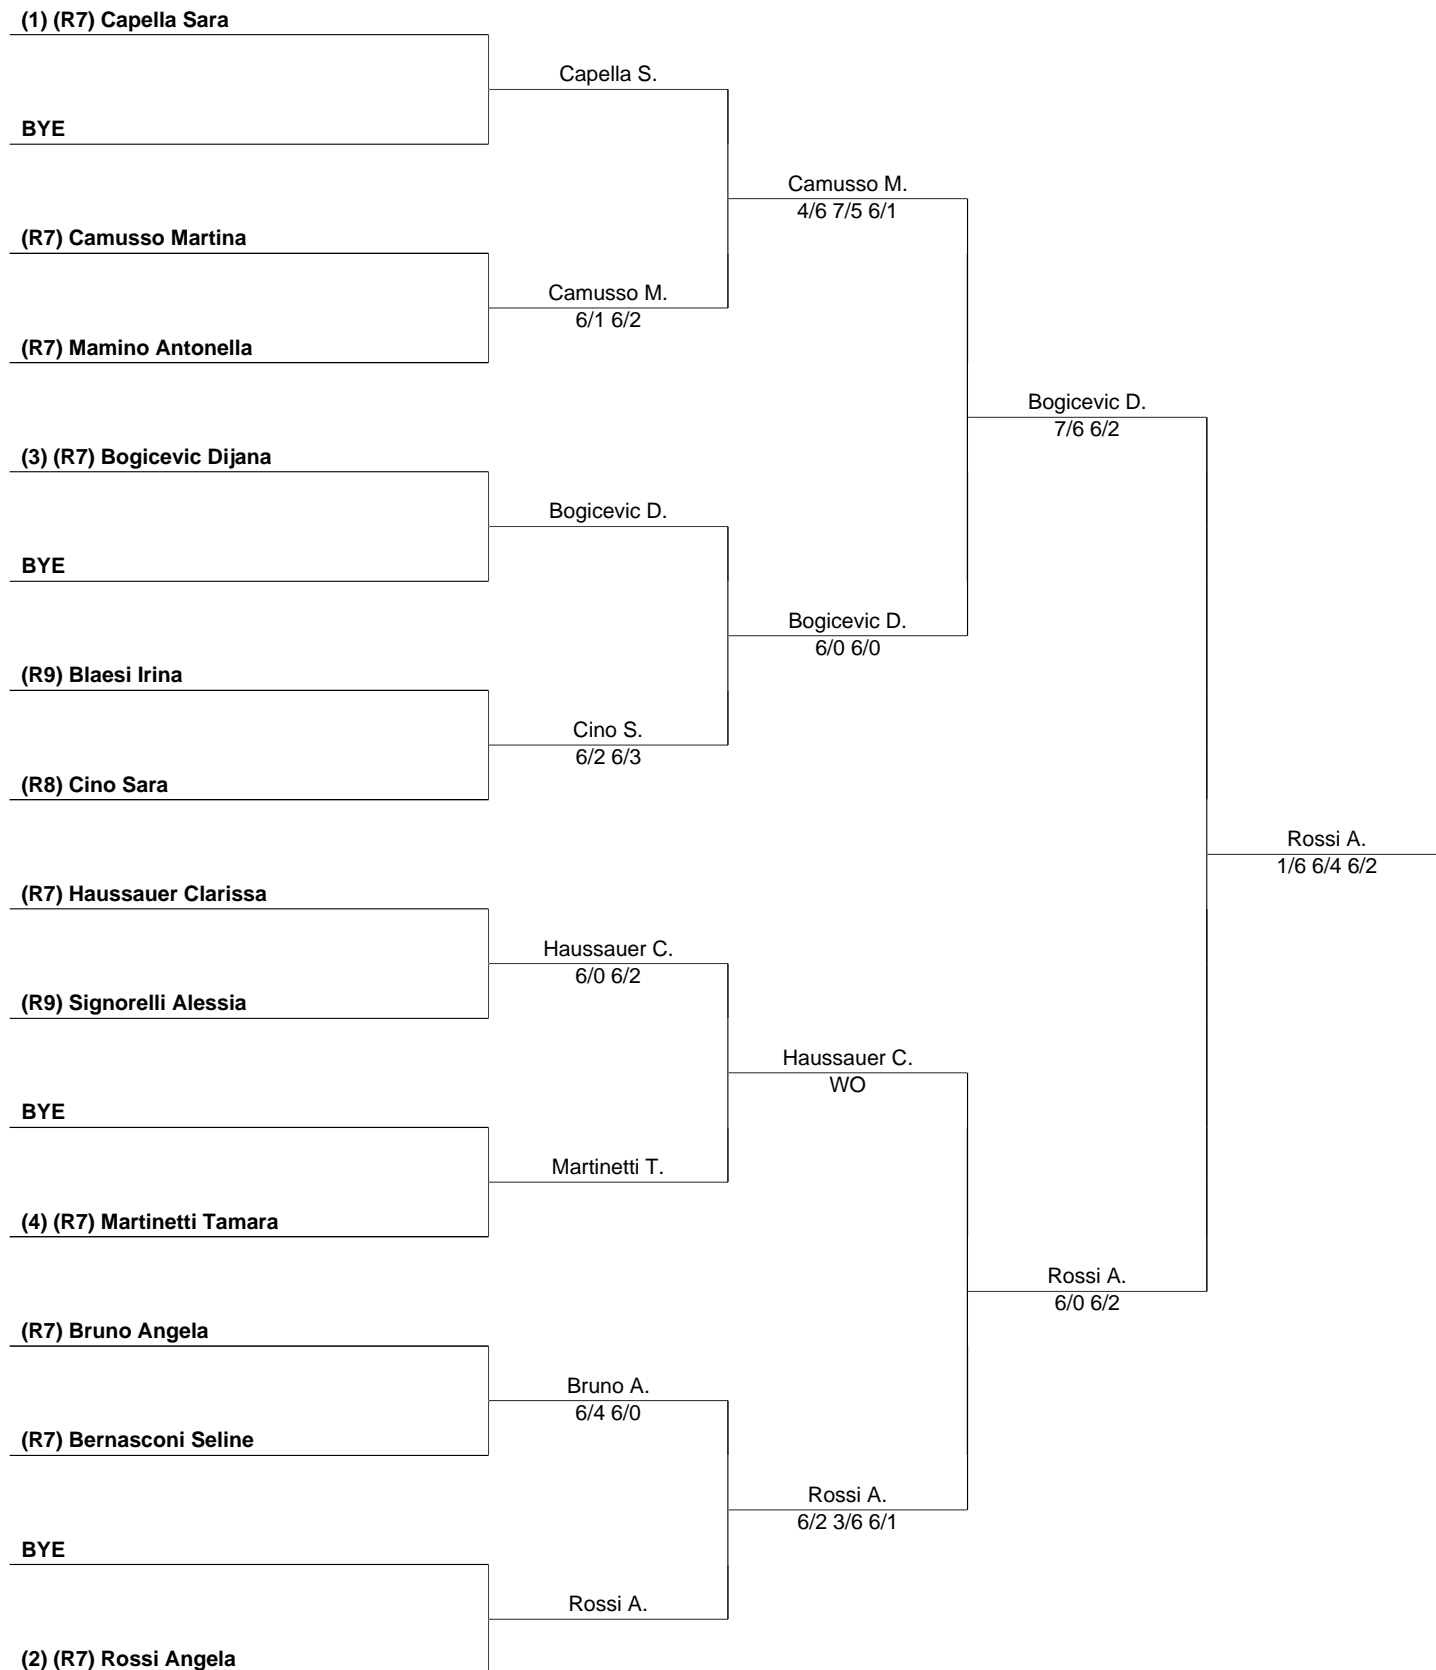 (1) (R7) Capella Sara
Capella S.
BYE
Camusso M.
4/6 7/5 6/1
(R7) Camusso Martina
Camusso M.
6/1 6/2
(R7) Mamino Antonella
Bogicevic D.
7/6 6/2
(3) (R7) Bogicevic Dijana
Bogicevic D.
BYE
Bogicevic D.
6/0 6/0
(R9) Blaesi Irina
Cino S.
6/2 6/3
(R8) Cino Sara
Rossi A.
1/6 6/4 6/2
(R7) Haussauer Clarissa
Haussauer C.
6/0 6/2
(R9) Signorelli Alessia
Haussauer C.
WO
BYE
Martinetti T.
(4) (R7) Martinetti Tamara
Rossi A.
6/0 6/2
(R7) Bruno Angela
Bruno A.
6/4 6/0
(R7) Bernasconi Seline
Rossi A.
6/2 3/6 6/1
BYE
Rossi A.
(2) (R7) Rossi Angela